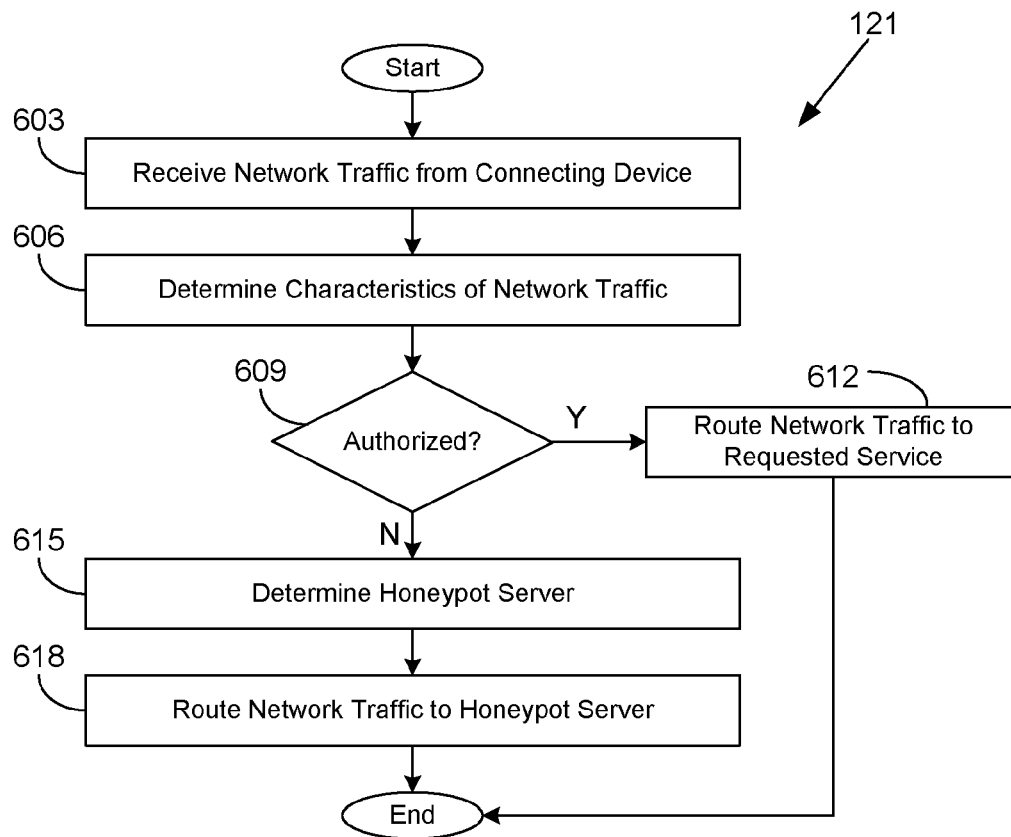 121
Start
603
Receive Network Traffic from Connecting Device
606
Determine Characteristics of Network Traffic
609
Authorized?
Y
612
Route Network Traffic to
Requested Service
N
615
Determine Honeypot Server
618
Route Network Traffic to Honeypot Server
End